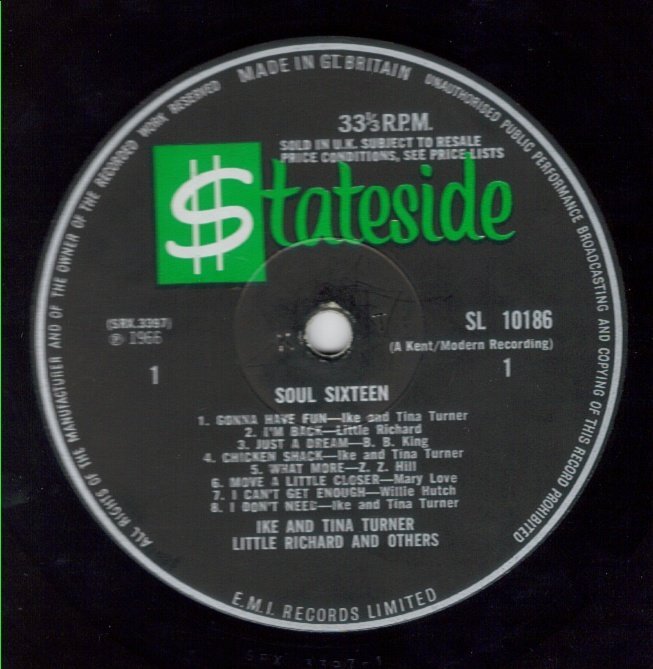 MADE IN GT. BRITAIN
33⅓ R.P.M.
SOLD IN U.K. SUBJECT TO RESALE
PRICE CONDITIONS, SEE PRICE LISTS
$tateside
(SRX.3397)
℗ 1966
SL 10186
(A Kent/Modern Recording)
1
1
SOUL SIXTEEN
1. GONNA HAVE FUN—Ike and Tina Turner
2. I'M BACK—Little Richard
3. JUST A DREAM—B. B. King
4. CHICKEN SHACK—Ike and Tina Turner
5. WHAT MORE—Z. Z. Hill
6. MOVE A LITTLE CLOSER—Mary Love
7. I CAN'T GET ENOUGH—Willie Hutch
8. I DON'T NEED—Ike and Tina Turner
IKE AND TINA TURNER
LITTLE RICHARD AND OTHERS
E.M.I. RECORDS LIMITED
ALL RIGHTS OF THE MANUFACTURER AND OF THE OWNER OF THE RECORDED WORK RESERVED
UNAUTHORISED PUBLIC PERFORMANCE BROADCASTING AND COPYING OF THIS RECORD PROHIBITED